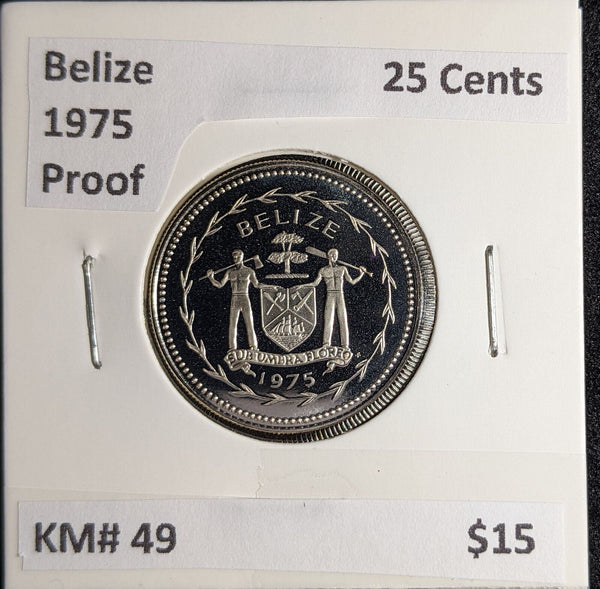 Belize 25 Cents
1975
Proof
BELIZE
SUB UMBRA FLOREO
1975
KM# 49 $15